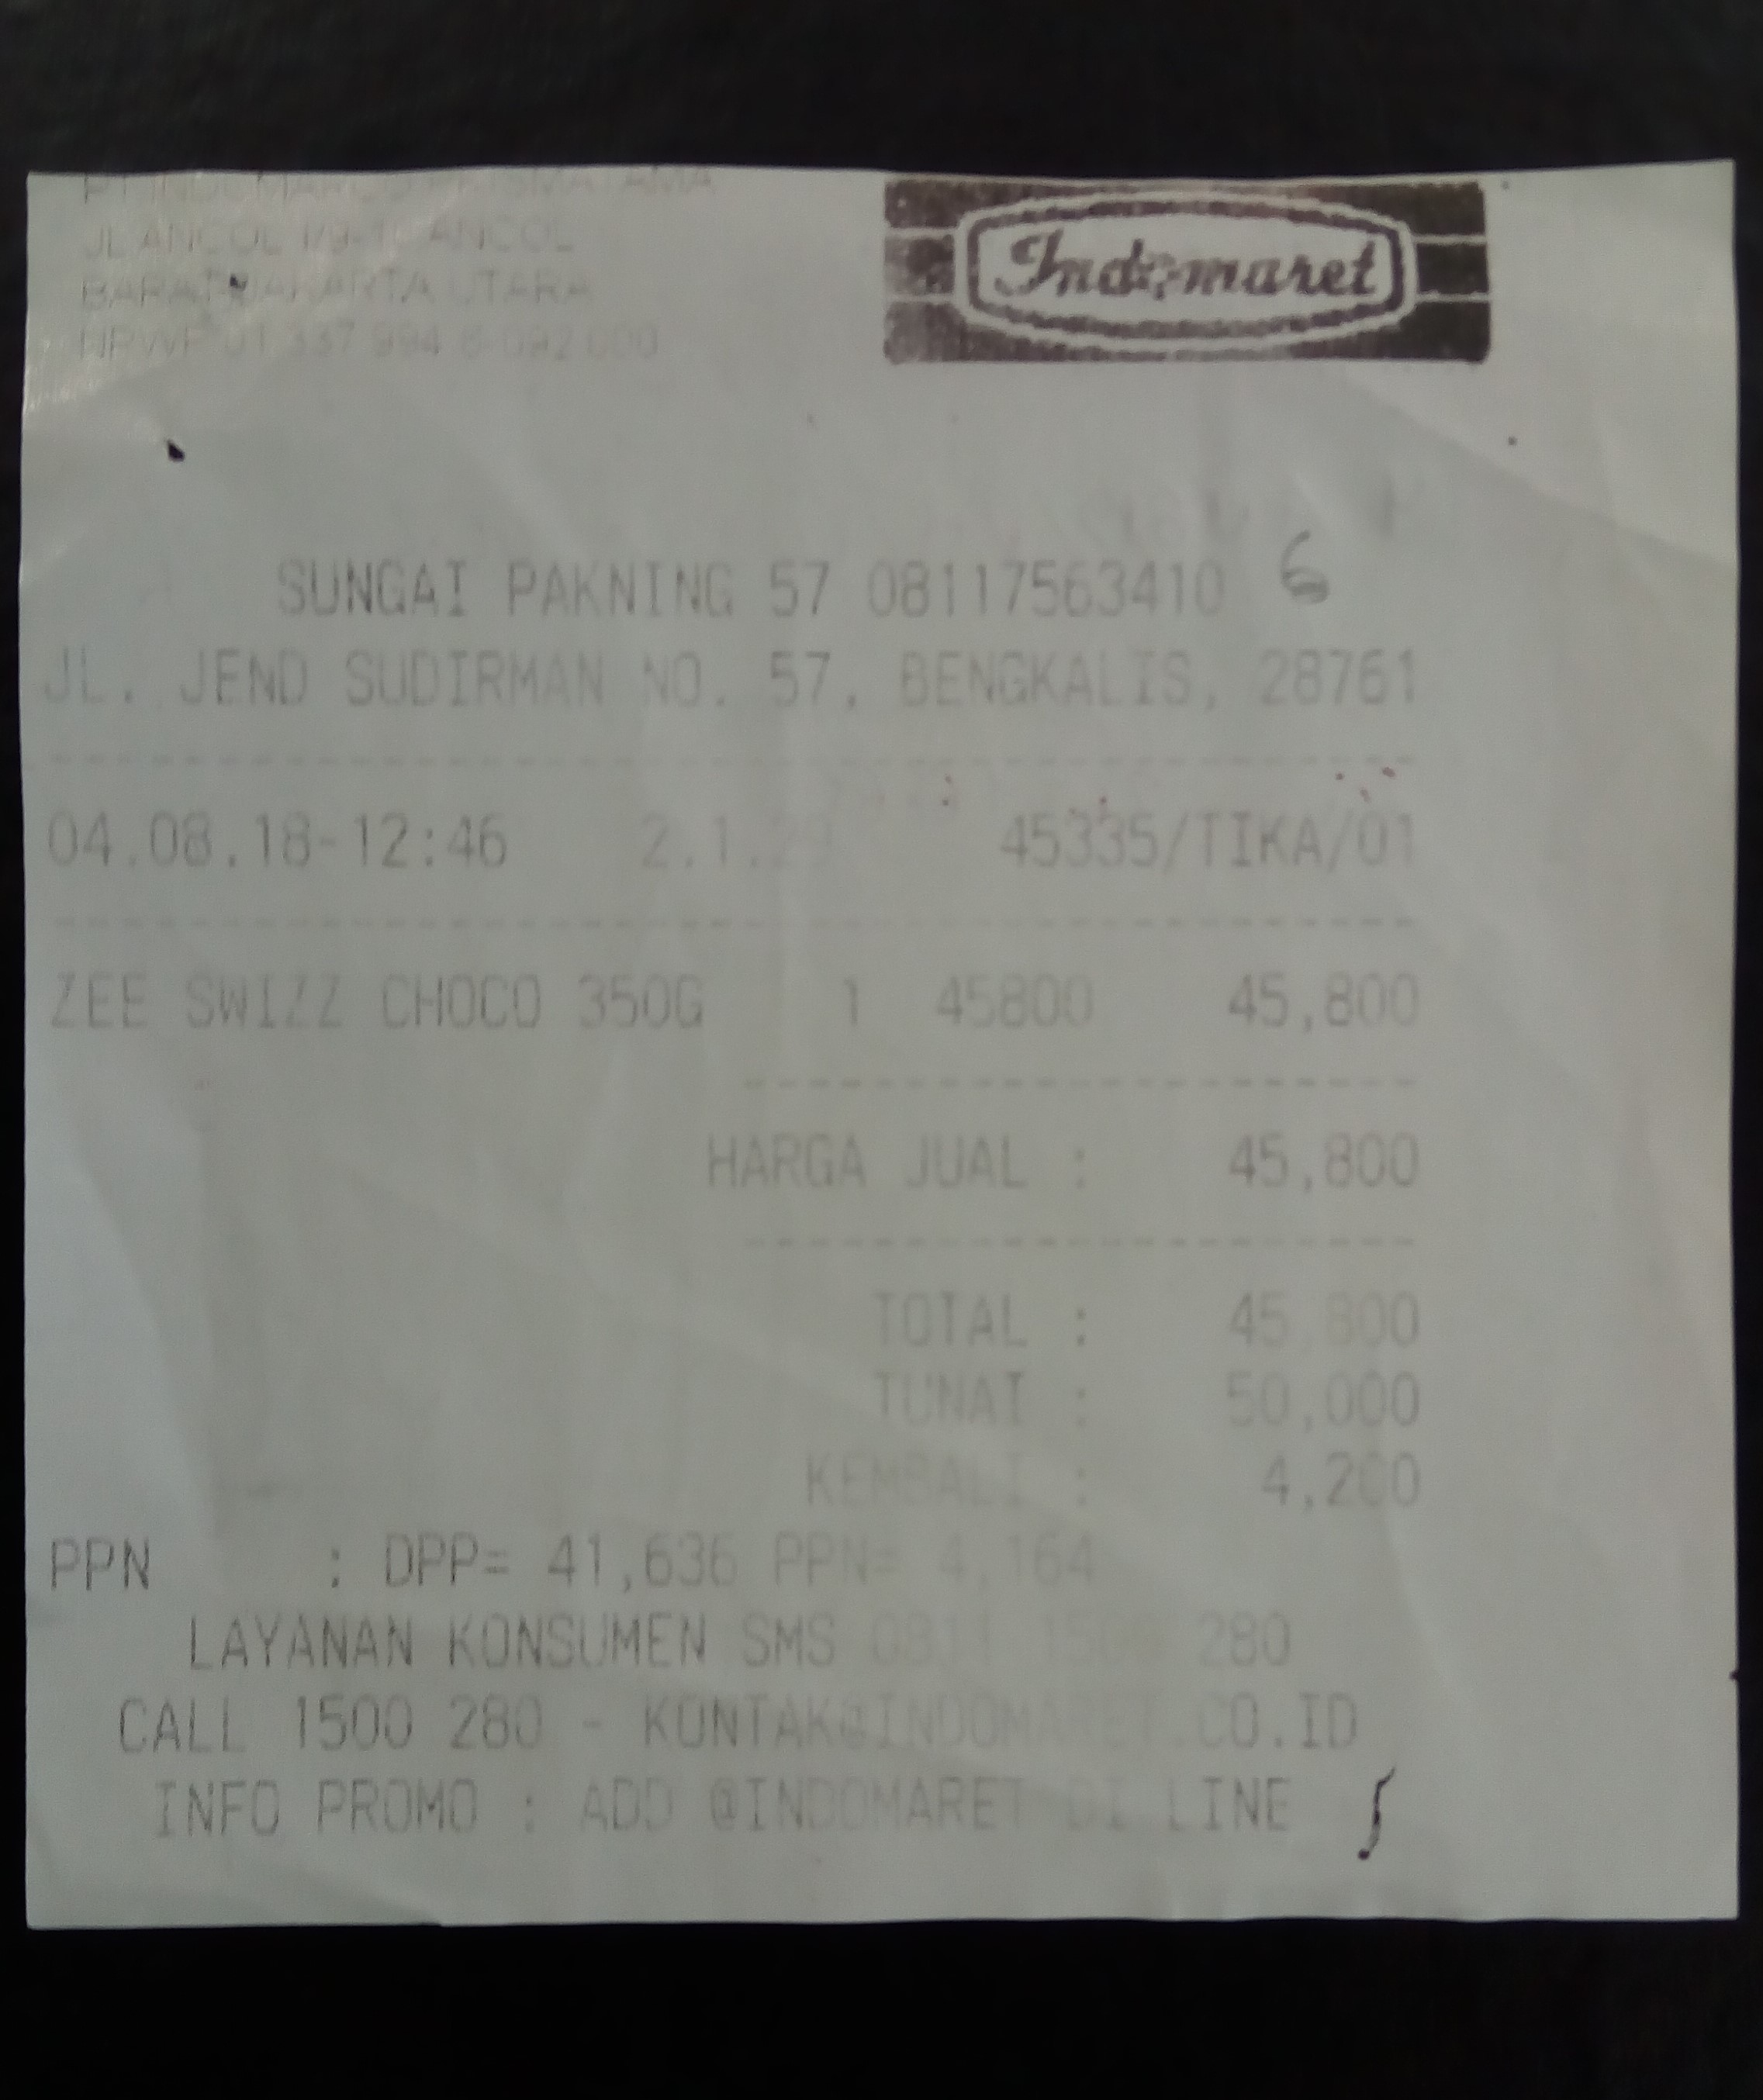 PT INDOMARCO PRISMATAMA
JL ANCOL I/9-10 ANCOL
BARAT JAKARTA UTARA
NPWP 01 337 994 6-092 000
Indomaret
SUNGAI PAKNING 57 08117563410
JL. JEND SUDIRMAN NO. 57, BENGKALIS, 28761
04.08.18-12:46 2.1.29 45335/TIKA/01
ZEE SWIZZ CHOCO 350G 1 45800 45,800
HARGA JUAL : 45,800
TOTAL : 45,800
TUNAI : 50,000
KEMBALI : 4,200
PPN : DPP= 41,636 PPN= 4,164
LAYANAN KONSUMEN SMS 0811 1500 280
CALL 1500 280 - KONTAK@INDOMARET.CO.ID
INFO PROMO : ADD @INDOMARET DI LINE